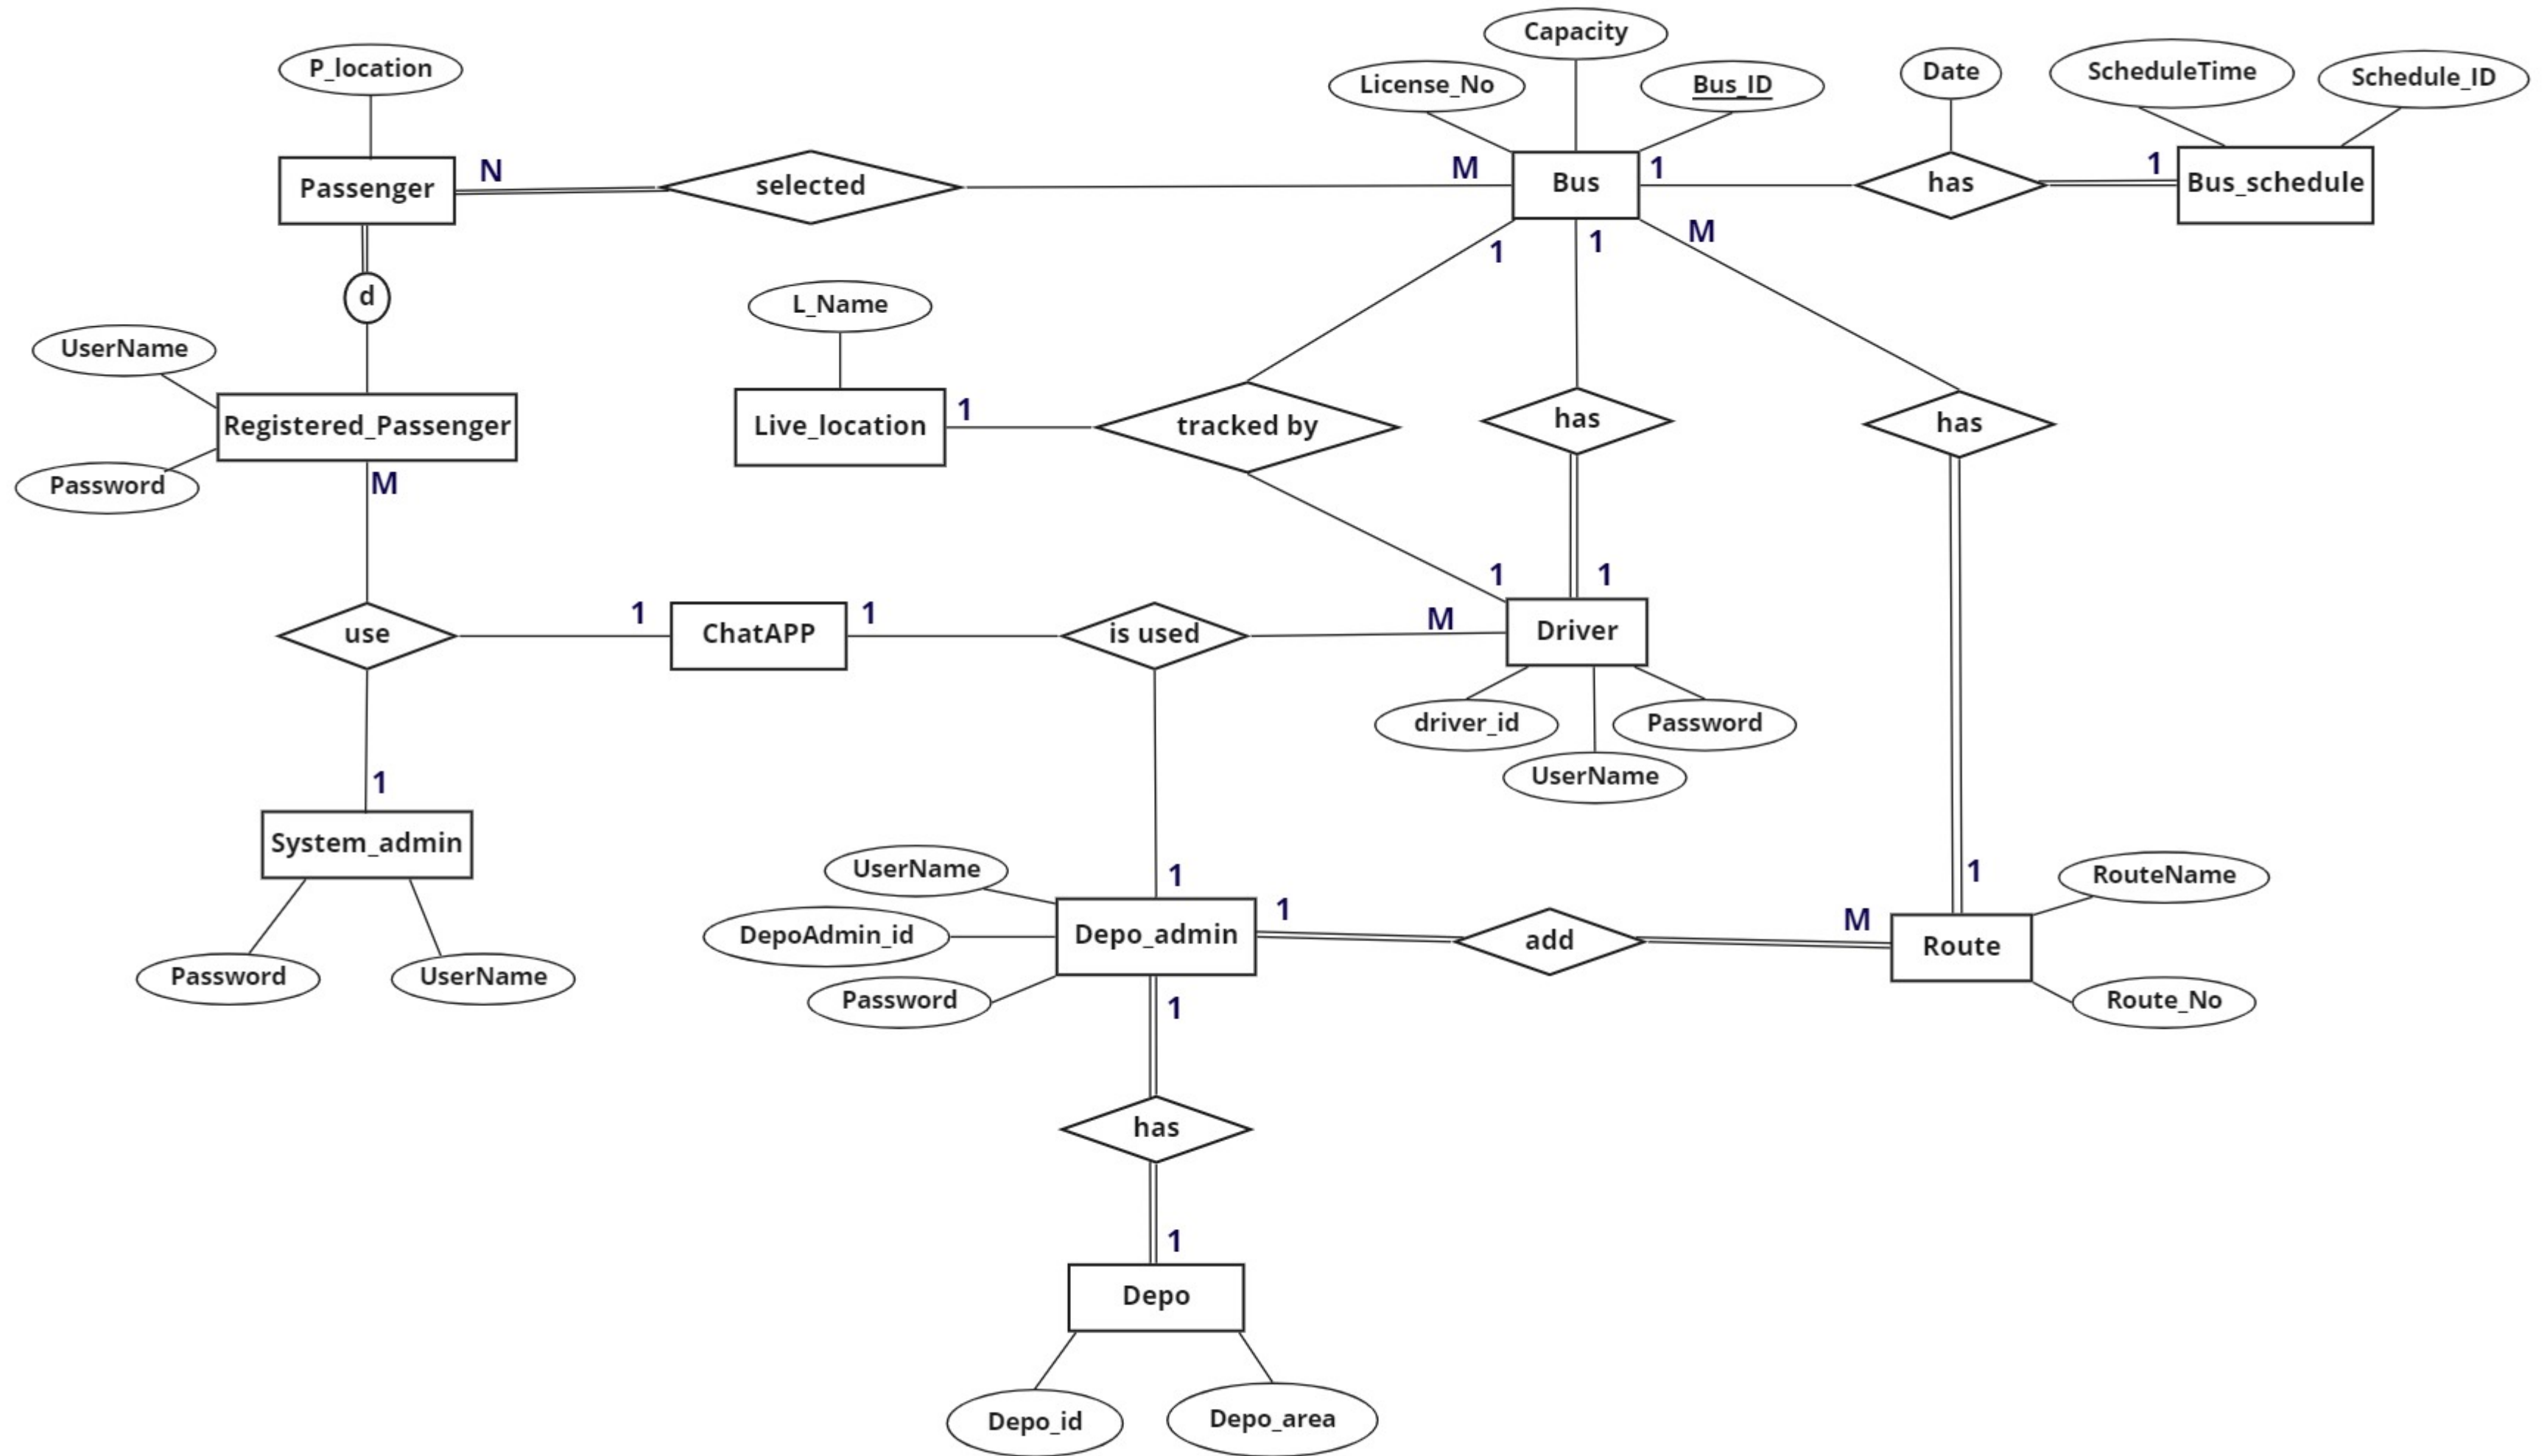 Capacity
P_location
License_No
Bus_ID
Date
ScheduleTime
Schedule_ID
Passenger
N
selected
M
Bus
1
has
1
Bus_schedule
1
1
M
d
L_Name
UserName
Registered_Passenger
Live_location
1
tracked by
has
has
Password
M
1
1
use
1
ChatAPP
1
is used
M
Driver
driver_id
Password
UserName
1
System_admin
UserName
1
1
RouteName
DepoAdmin_id
Depo_admin
1
add
M
Route
Password
UserName
Password
1
Route_No
has
1
Depo
Depo_id
Depo_area